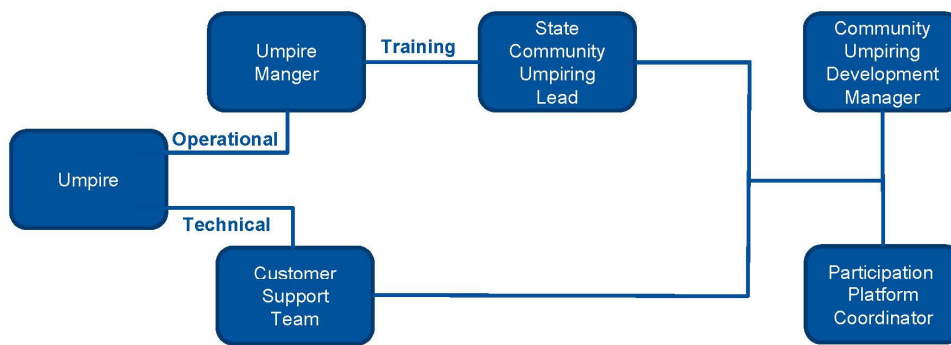 Umpire
Manger
Training
State
Community
Umpiring
Lead
Community
Umpiring
Development
Manager
Operational
Umpire
Technical
Customer
Support
Team
Participation
Platform
Coordinator